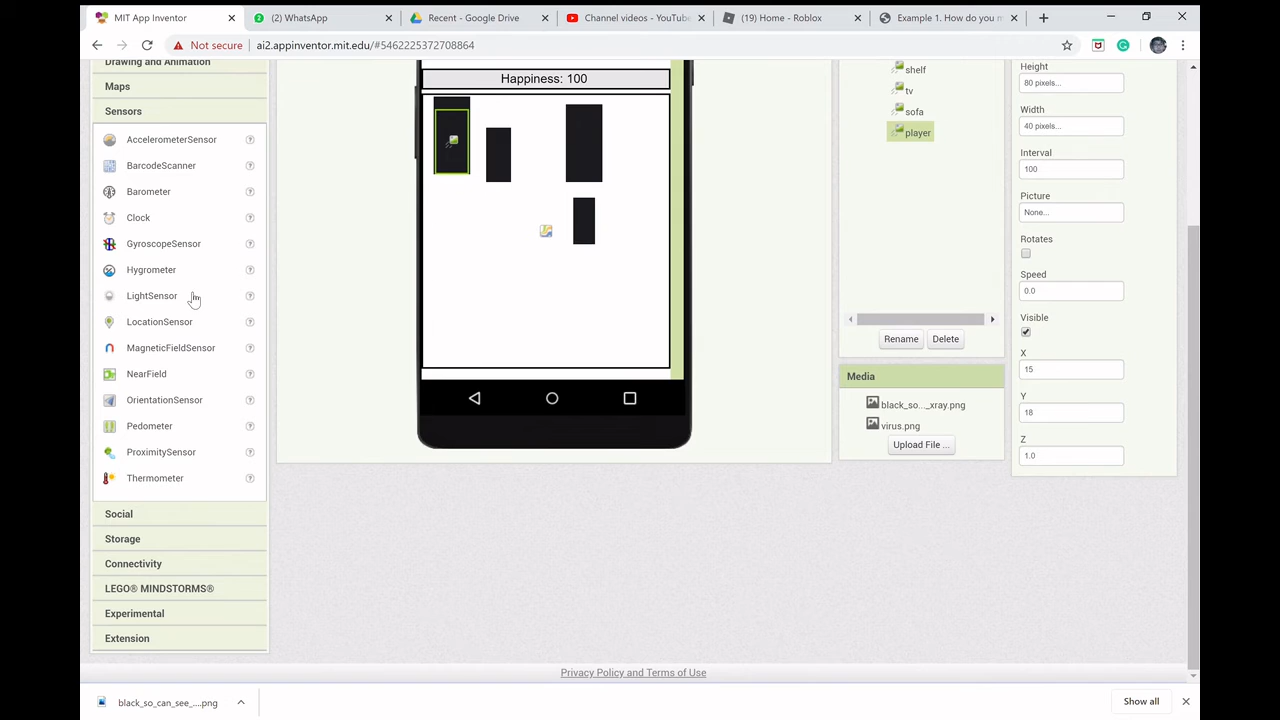 MIT App Inventor
(2) WhatsApp
Recent - Google Drive
Channel videos - YouTube
(19) Home - Roblox
Example 1. How do you m
Not secure
ai2.appinventor.mit.edu/#5462225372708864
Drawing and Animation
Maps
Sensors
AccelerometerSensor
BarcodeScanner
Barometer
Clock
GyroscopeSensor
Hygrometer
LightSensor
LocationSensor
MagneticFieldSensor
NearField
OrientationSensor
Pedometer
ProximitySensor
Thermometer
Social
Storage
Connectivity
LEGO® MINDSTORMS®
Experimental
Extension
Happiness: 100
shelf
tv
sofa
player
Rename
Delete
Media
black_so..._xray.png
virus.png
Upload File ...
Height
80 pixels...
Width
40 pixels...
Interval
100
Picture
None...
Rotates
Speed
0.0
Visible
X
15
Y
18
Z
1.0
Privacy Policy and Terms of Use
black_so_can_see_....png
Show all